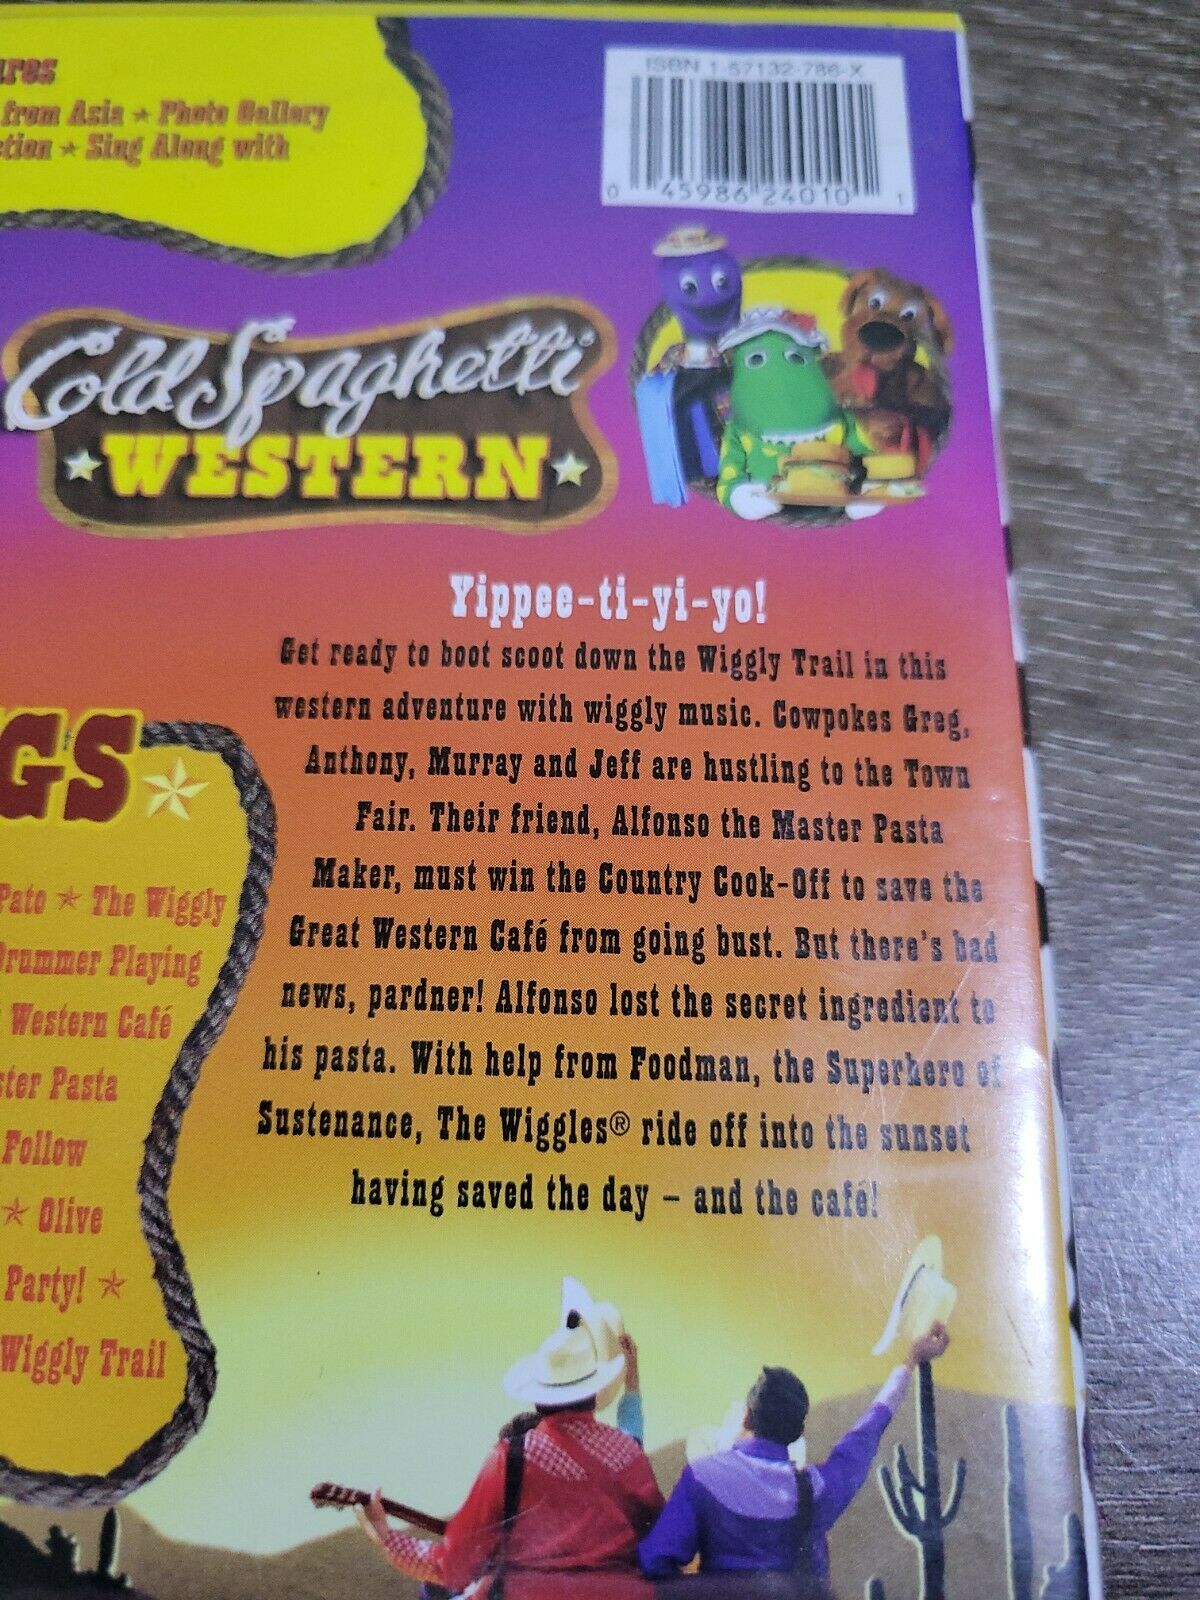 ures
from Asia ★ Photo Gallery
ction ★ Sing Along with
ISBN 1-57132-786-X
0 45986 24010 1
Cold Spaghetti
★ WESTERN ★
Yippee-ti-yi-yo!
Get ready to boot scoot down the Wiggly Trail in this
western adventure with wiggly music. Cowpokes Greg,
Anthony, Murray and Jeff are hustling to the Town
Fair. Their friend, Alfonso the Master Pasta
Maker, must win the Country Cook-Off to save the
Great Western Café from going bust. But there's bad
news, pardner! Alfonso lost the secret ingredient to
his pasta. With help from Foodman, the Superhero of
Sustenance, The Wiggles® ride off into the sunset
having saved the day – and the café!
GS ★
Pato ★ The Wiggly
Drummer Playing
Western Café
ster Pasta
Follow
★ Olive
Party! ★
Wiggly Trail